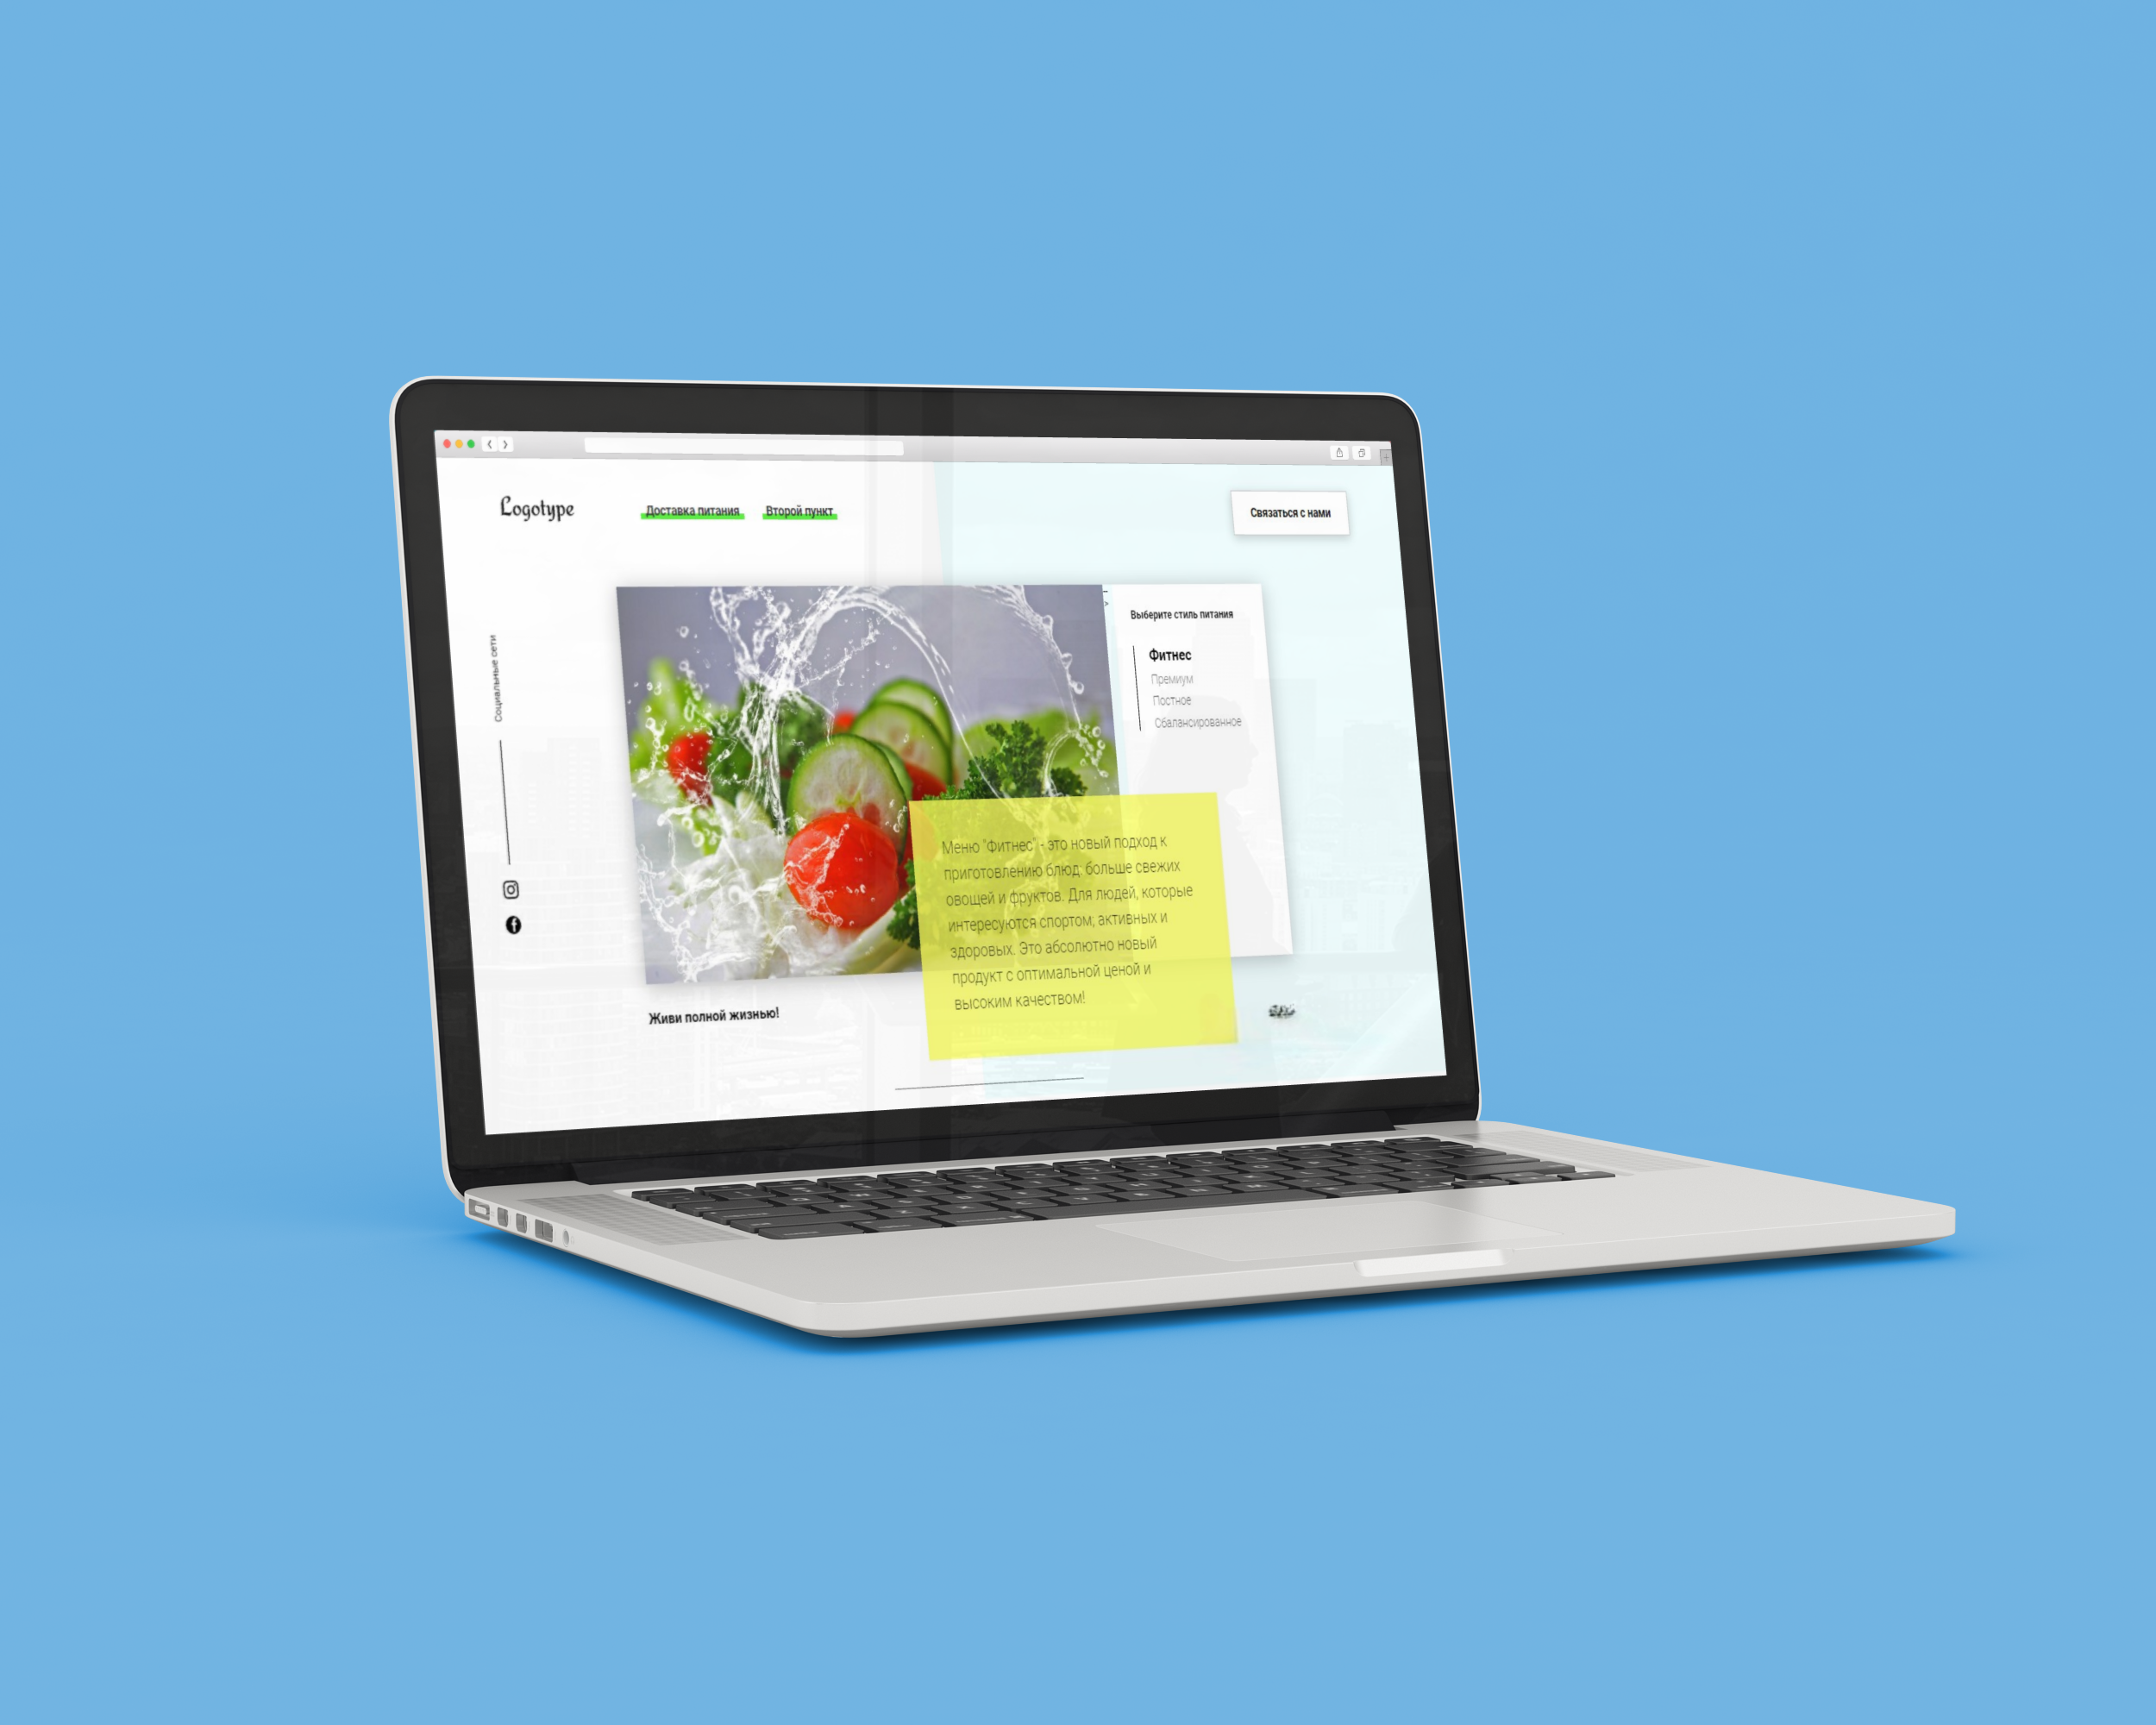 Logotype
Доставка питания
Второй пункт
Связаться с нами
Социальные сети
Выберите стиль питания
Фитнес
Премиум
Постное
Сбалансированное
Меню "Фитнес" - это новый подход к
приготовлению блюд: больше свежих
овощей и фруктов. Для людей, которые
интересуются спортом, активных и
здоровых. Это абсолютно новый
продукт с оптимальной ценой и
высоким качеством!
Живи полной жизнью!